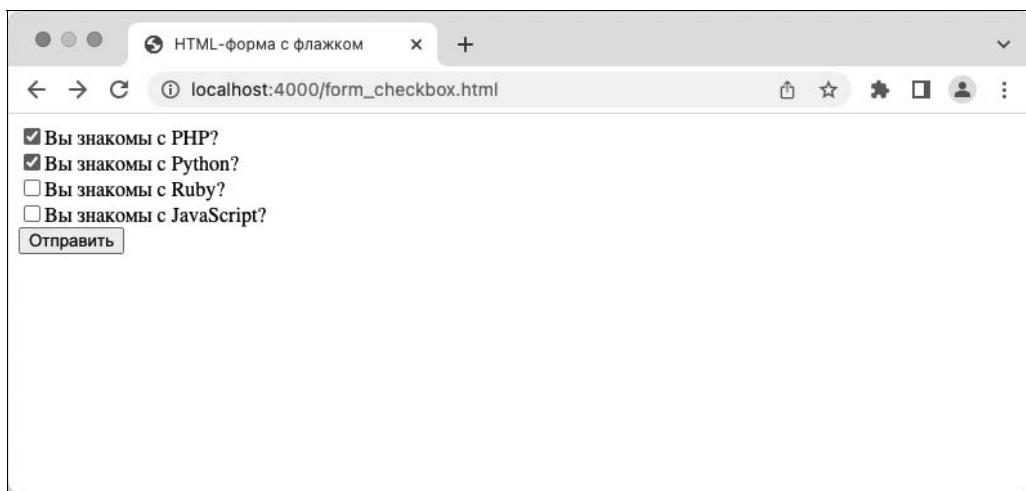 HTML-форма с флажком
localhost:4000/form_checkbox.html
Вы знакомы с PHP?
Вы знакомы с Python?
Вы знакомы с Ruby?
Вы знакомы с JavaScript?
Отправить